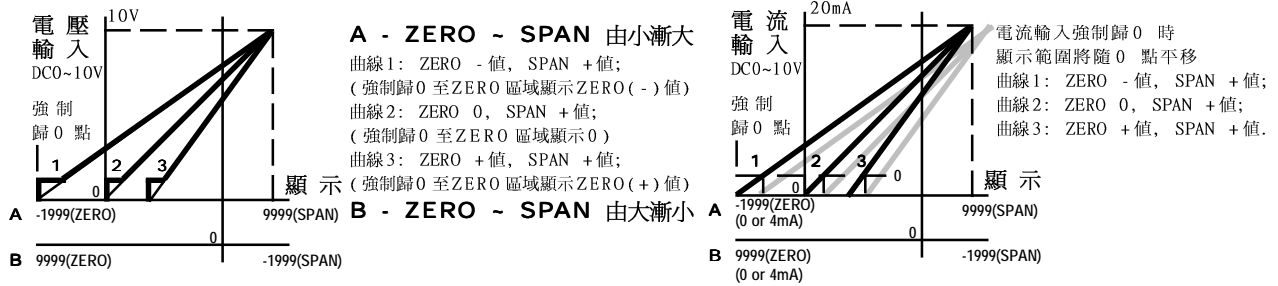 電壓
輸入
DC0~10V
強制
歸0 點
10V
1
2
3
0
顯示
A
-1999(ZERO)
9999(SPAN)
0
B
9999(ZERO)
-1999(SPAN)
A - ZERO ~ SPAN 由小漸大
曲線1: ZERO -值, SPAN +值;
(強制歸0 至ZERO 區域顯示ZERO(-)值)
曲線2: ZERO 0, SPAN +值;
(強制歸0 至ZERO 區域顯示0)
曲線3: ZERO +值, SPAN +值;
(強制歸0 至ZERO 區域顯示ZERO(+)值)
B - ZERO ~ SPAN 由大漸小
電流
輸入
DC0~10V
強制
歸0 點
20mA
1
2
3
0
0
顯示
A
-1999(ZERO)
(0 or 4mA)
9999(SPAN)
0
B
9999(ZERO)
(0 or 4mA)
-1999(SPAN)
電流輸入強制歸0 時
顯示範圍將隨0 點平移
曲線1: ZERO -值, SPAN +值;
曲線2: ZERO 0, SPAN +值;
曲線3: ZERO +值, SPAN +值.